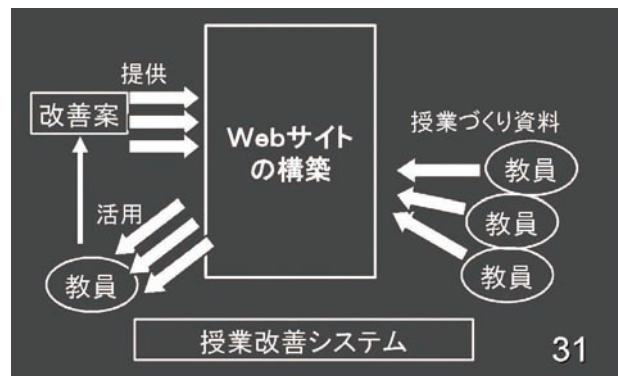 提供
改善案
Webサイト
の構築
授業づくり資料
教員
教員
教員
活用
教員
授業改善システム
31